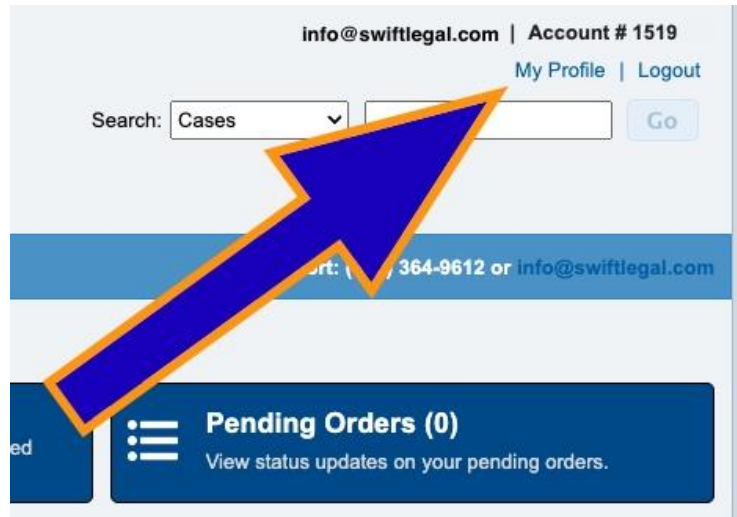 info@swiftlegal.com | Account # 1519
My Profile | Logout
Search: Cases Go
364-9612 or info@swiftlegal.com
Pending Orders (0)
ed
View status updates on your pending orders.